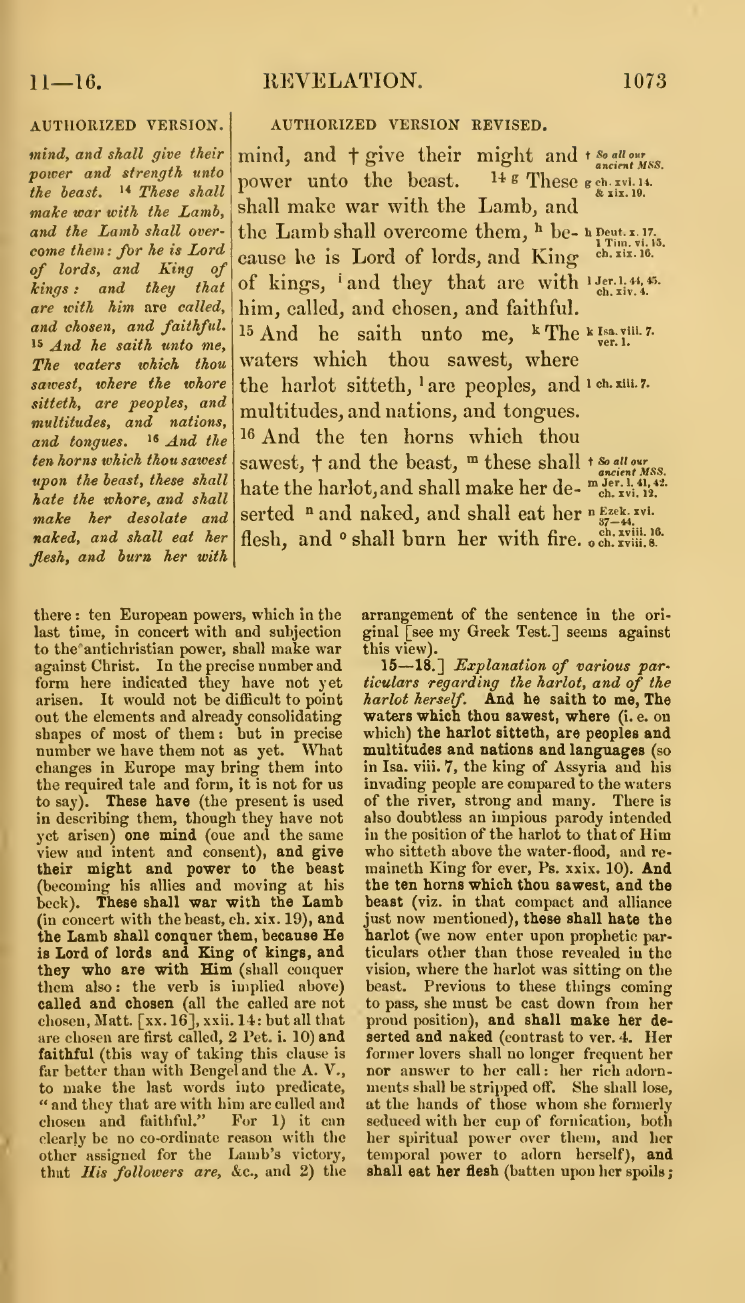 11—16.
REVELATION.
1073
AUTHORIZED VERSION.
mind, and shall give their
power and strength unto
the beast. 14 These shall
make war with the Lamb,
and the Lamb shall over-
come them: for he is Lord
of lords, and King of
kings: and they that
are with him are called,
and chosen, and faithful.
15 And he saith unto me,
The waters which thou
sawest, where the whore
sitteth, are peoples, and
multitudes, and nations,
and tongues. 16 And the
ten horns which thou sawest
upon the beast, these shall
hate the whore, and shall
make her desolate and
naked, and shall eat her
flesh, and burn her with
AUTHORIZED VERSION REVISED.
mind, and † give their might and
power unto the beast. 14 g These
shall make war with the Lamb, and
the Lamb shall overcome them, h be-
cause he is Lord of lords, and King
of kings, i and they that are with
him, called, and chosen, and faithful.
15 And he saith unto me, k The
waters which thou sawest, where
the harlot sitteth, l are peoples, and
multitudes, and nations, and tongues.
16 And the ten horns which thou
sawest, † and the beast, m these shall
hate the harlot, and shall make her de-
serted n and naked, and shall eat her
flesh, and o shall burn her with fire.
† So all our
ancient MSS.
g ch. xvi. 14.
& xix. 19.
h Deut. x. 17.
1 Tim. vi. 15.
ch. xix. 16.
i Jer. l. 44, 45.
ch. xiv. 4.
k Isa. viii. 7.
ver. 1.
l ch. xiii. 7.
† So all our
ancient MSS.
m Jer. l. 41, 42.
ch. xvi. 12.
n Ezek. xvi.
37—44.
ch. xviii. 16.
o ch. xviii. 8.
there: ten European powers, which in the
last time, in concert with and subjection
to the antichristian power, shall make war
against Christ. In the precise number and
form here indicated they have not yet
arisen. It would not be difficult to point
out the elements and already consolidating
shapes of most of them: but in precise
number we have them not as yet. What
changes in Europe may bring them into
the required tale and form, it is not for us
to say). These have (the present is used
in describing them, though they have not
yet arisen) one mind (one and the same
view and intent and consent), and give
their might and power to the beast
(becoming his allies and moving at his
beck). These shall war with the Lamb
(in concert with the beast, ch. xix. 19), and
the Lamb shall conquer them, because He
is Lord of lords and King of kings, and
they who are with Him (shall conquer
them also: the verb is implied above)
called and chosen (all the called are not
chosen, Matt. [xx. 16], xxii. 14: but all that
are chosen are first called, 2 Pet. i. 10) and
faithful (this way of taking this clause is
far better than with Bengel and the A. V.,
to make the last words into predicate,
“and they that are with him are called and
chosen and faithful.” For 1) it can
clearly be no co-ordinate reason with the
other assigned for the Lamb's victory,
that His followers are, &c., and 2) the
arrangement of the sentence in the ori-
ginal [see my Greek Test.] seems against
this view).
15—18.] Explanation of various par-
ticulars regarding the harlot, and of the
harlot herself. And he saith to me, The
waters which thou sawest, where (i. e. on
which) the harlot sitteth, are peoples and
multitudes and nations and languages (so
in Isa. viii. 7, the king of Assyria and his
invading people are compared to the waters
of the river, strong and many. There is
also doubtless an impious parody intended
in the position of the harlot to that of Him
who sitteth above the water-flood, and re-
maineth King for ever, Ps. xxix. 10). And
the ten horns which thou sawest, and the
beast (viz. in that compact and alliance
just now mentioned), these shall hate the
harlot (we now enter upon prophetic par-
ticulars other than those revealed in the
vision, where the harlot was sitting on the
beast. Previous to these things coming
to pass, she must be cast down from her
proud position), and shall make her de-
serted and naked (contrast to ver. 4. Her
former lovers shall no longer frequent her
nor answer to her call: her rich adorn-
ments shall be stripped off. She shall lose,
at the hands of those whom she formerly
seduced with her cup of fornication, both
her spiritual power over them, and her
temporal power to adorn herself), and
shall eat her flesh (batten upon her spoils;